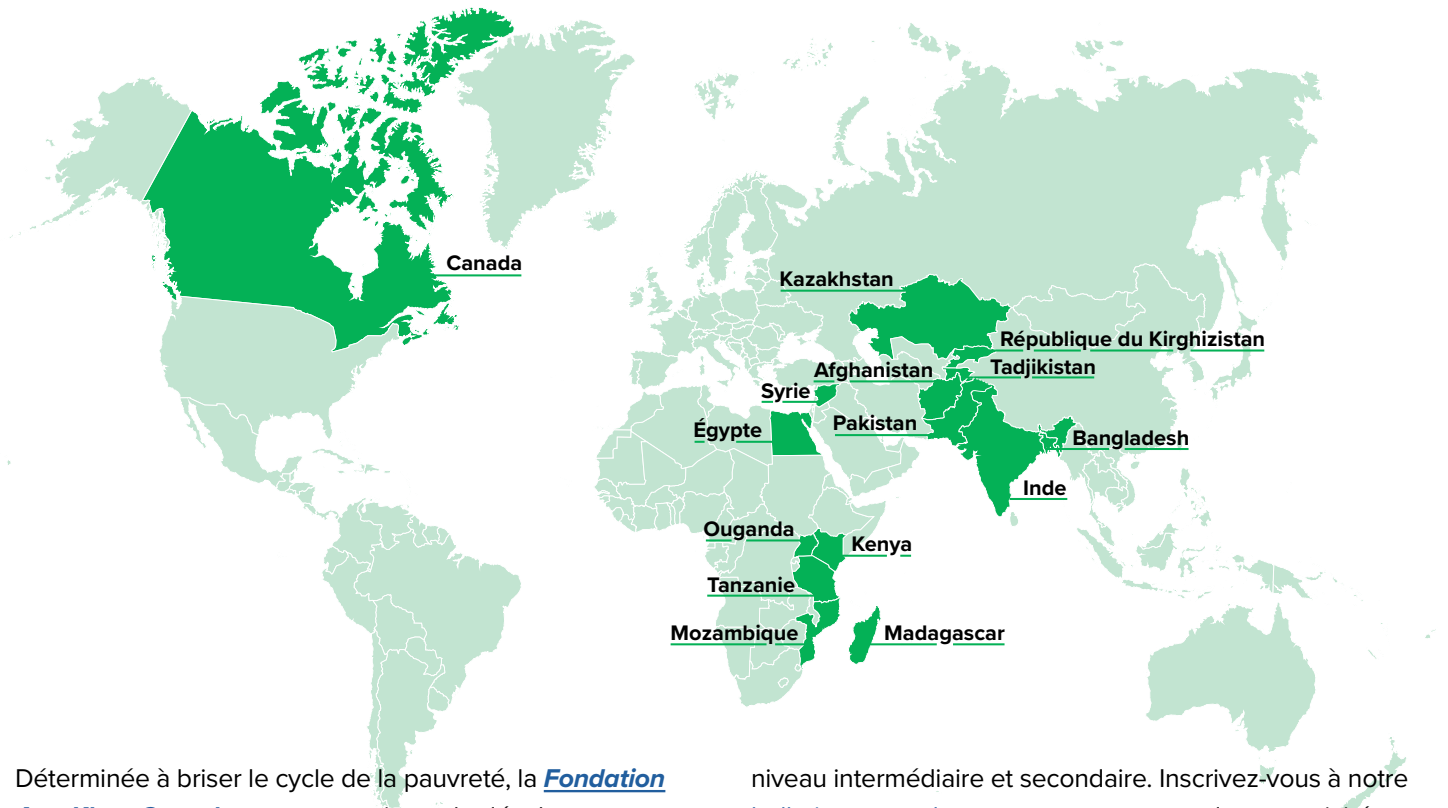 Canada
Kazakhstan
République du Kirghizistan
Afghanistan
Tadjikistan
Syrie
Égypte
Pakistan
Bangladesh
Inde
Ouganda
Kenya
Tanzanie
Mozambique
Madagascar
Déterminée à briser le cycle de la pauvreté, la Fondation
niveau intermédiaire et secondaire. Inscrivez-vous à notre